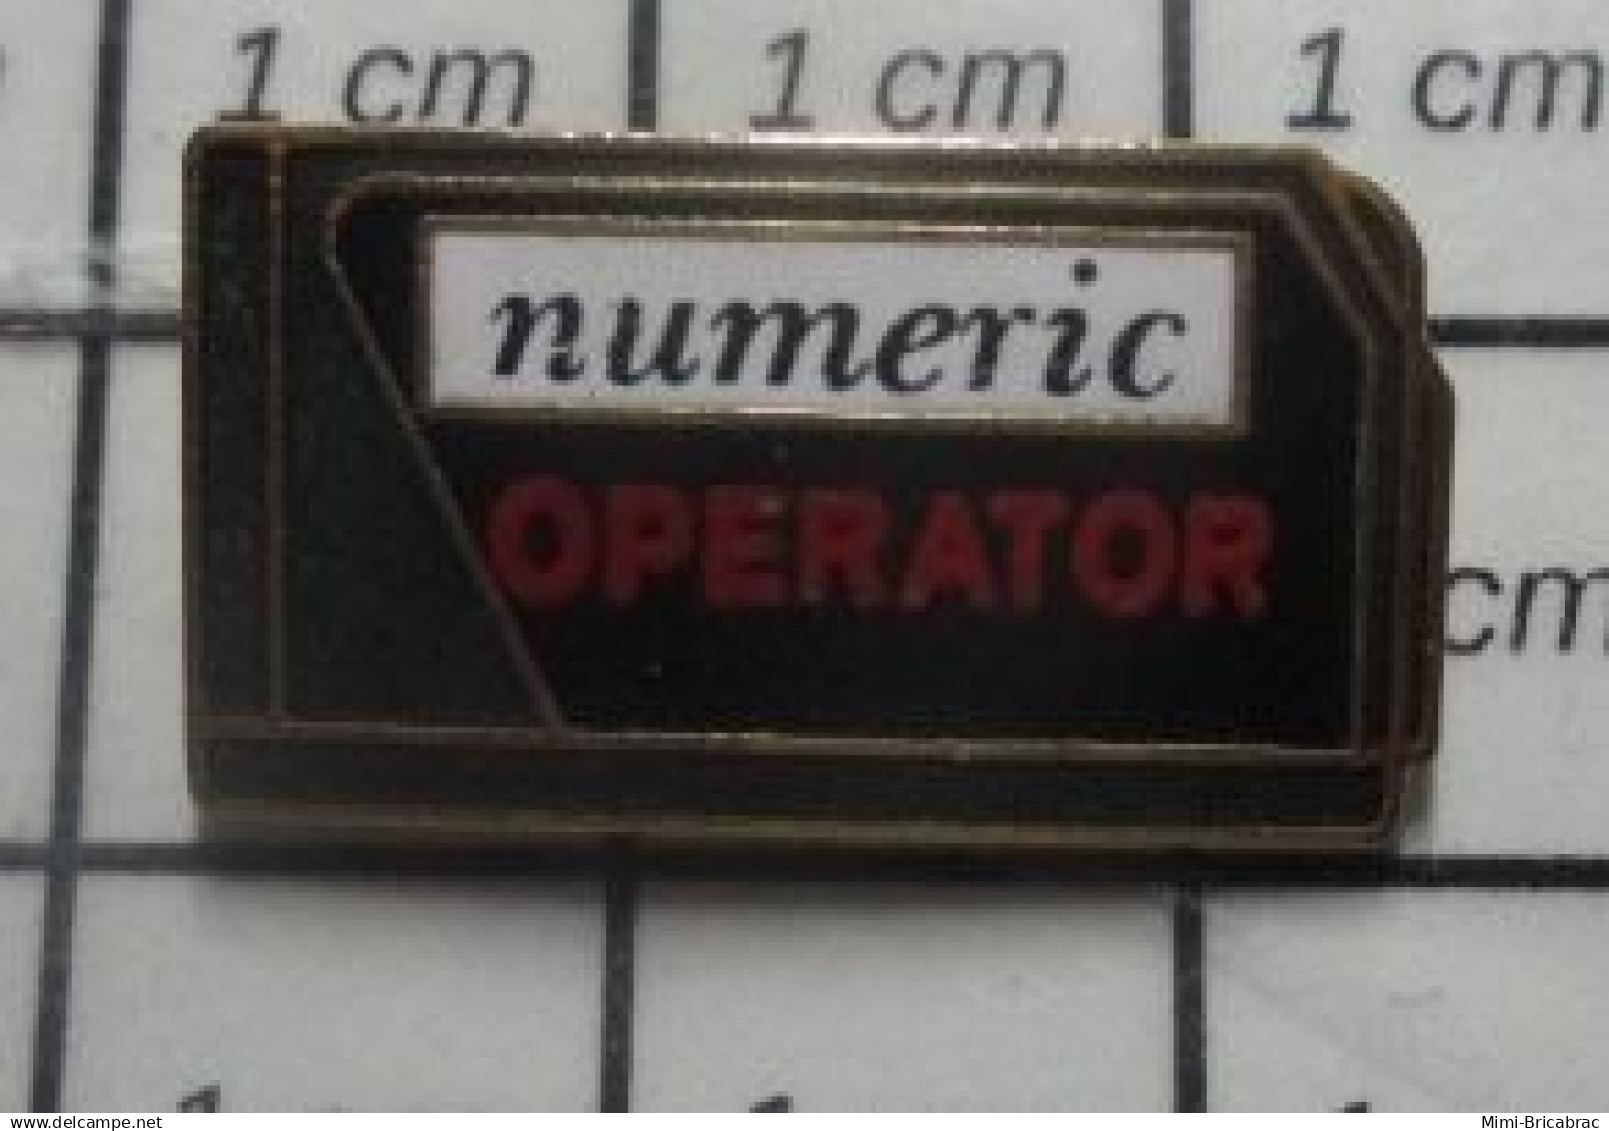 1 cm 1 cm 1 cm
numeric
OPERATOR
cm
www.delcampe.net Mimi-Bricabrac